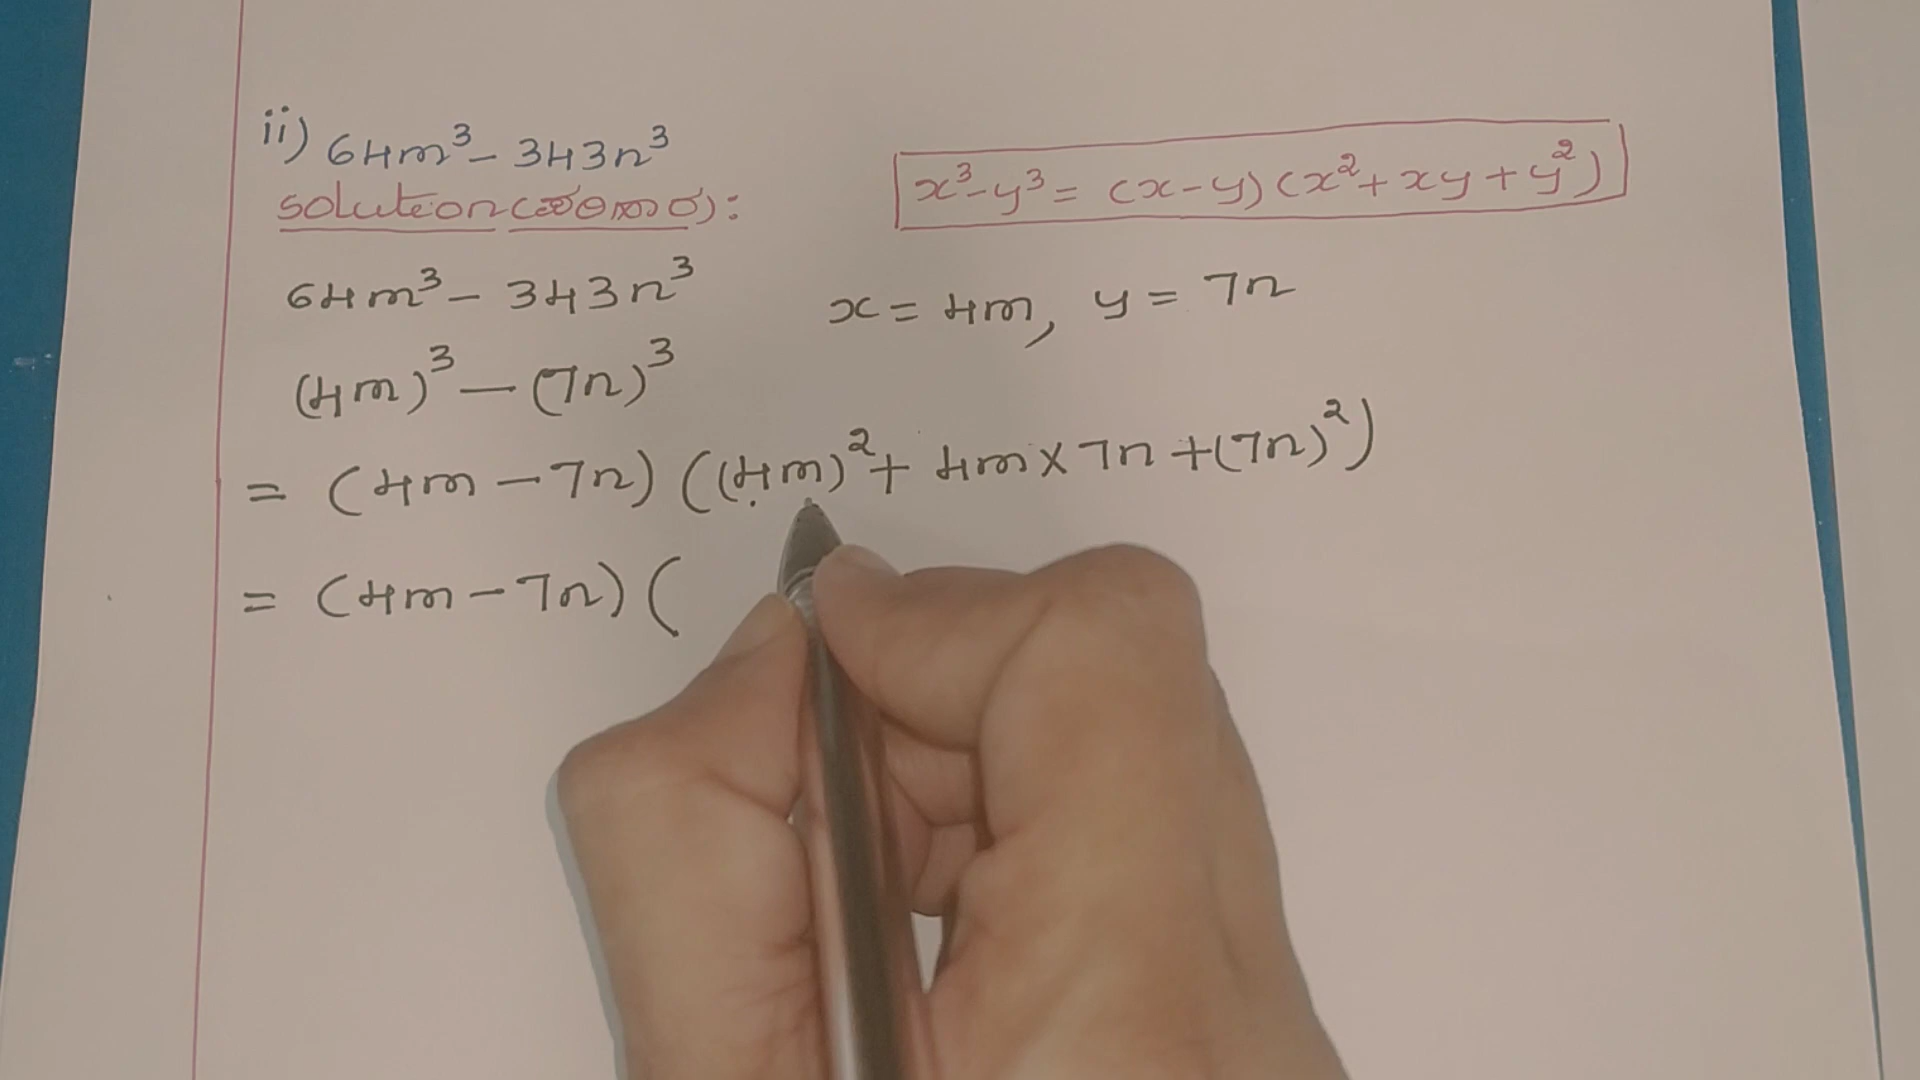 ii) 64m³ - 343n³
x³-y³ = (x-y)(x²+xy+y²)
solution
64m³ - 343n³
x = 4m, y = 7n
(4m)³ - (7n)³
= (4m - 7n) ((4m)² + 4m × 7n + (7n)²)
= (4m - 7n) (